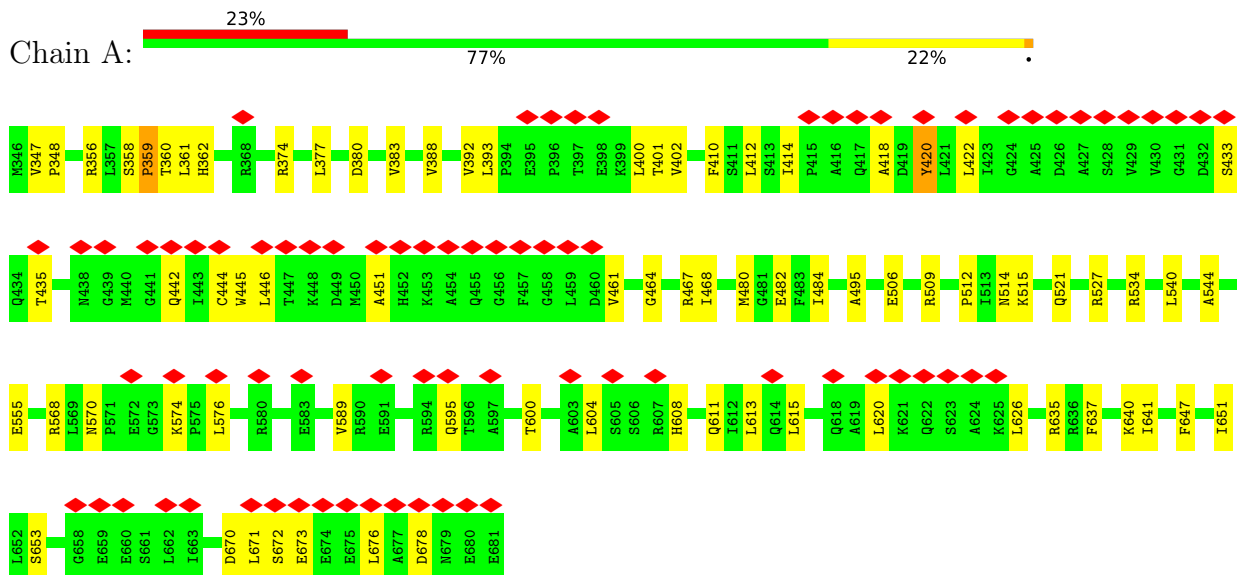 23%
Chain A:
77% 22% •
M346 V347 P348 R356 L357 S358 P359 T360 L361 H362 R368 R374 L377 D380 V383 V388 V392 L393 P394 E395 P396 T397 E398 K399 L400 T401 V402 F410 S411 L412 S413 I414 P415 A416 Q417 A418 D419 Y420 L421 L422 I423 G424 A425 D426 A427 S428 V429 V430 G431 D432 S433
Q434 T435 N438 G439 M440 G441 Q442 I443 C444 W445 L446 T447 K448 D449 M450 A451 H452 K453 A454 Q455 G456 F457 G458 L459 D460 V461 G464 R467 I468 M480 G481 E482 F483 I484 A495 E506 R509 P512 I513 N514 K515 Q521 R527 R534 L540 A544
E555 R568 L569 N570 P571 E572 G573 K574 P575 L576 R580 E583 V589 R590 E591 R594 Q595 T596 A597 T600 A603 L604 S605 S606 R607 H608 Q611 I612 L613 Q614 L615 Q618 A619 L620 K621 Q622 S623 A624 K625 L626 R635 R636 F637 K640 I641 F647 I651
L652 S653 G658 E659 E660 S661 L662 I663 D670 L671 S672 E673 E674 E675 L676 A677 D678 N679 E680 E681